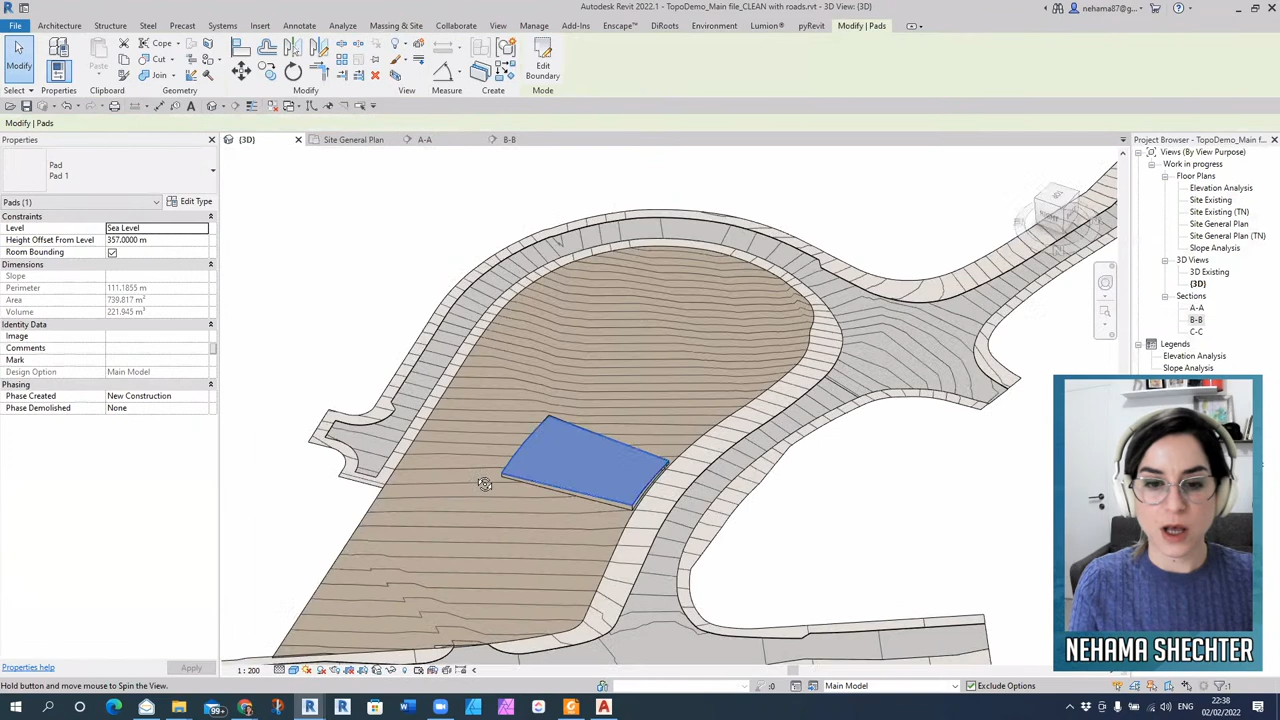 Autodesk Revit 2022.1 - TopoDemo_Main file_CLEAN with roads.rvt - 3D View: {3D}
nehama87@g...
File
Architecture
Structure
Steel
Precast
Systems
Insert
Annotate
Analyze
Massing & Site
Collaborate
View
Manage
Add-Ins
DiRoots
Environment
Lumion®
pyRevit
Modify | Pads
Cope
Cut
Join
Paste
Modify
Edit
Boundary
Select
Properties
Clipboard
Geometry
Modify
View
Measure
Create
Mode
Modify | Pads
Properties
{3D}
Site General Plan
A-A
B-B
Project Browser - TopoDemo_Main f...
Pad
Pad 1
Pads (1)
Edit Type
Constraints
Level
Sea Level
Height Offset From Level
357.0000 m
Room Bounding
Dimensions
Slope
Perimeter
111.1855 m
Area
739.817 m²
Volume
221.945 m³
Identity Data
Image
Comments
Mark
Design Option
Main Model
Phasing
Phase Created
New Construction
Phase Demolished
None
Views (By View Purpose)
Work in progress
Floor Plans
Elevation Analysis
Site Existing
Site Existing (TN)
Site General Plan
Site General Plan (TN)
Slope Analysis
3D Views
3D Existing
{3D}
Sections
A-A
B-B
C-C
Legends
Elevation Analysis
Slope Analysis
NEHAMA SHECHTER
Properties help
Apply
1 : 200
Hold button and move mouse to Spin the View.
:0
Main Model
Exclude Options
:1
99+
22:38
02/02/2022